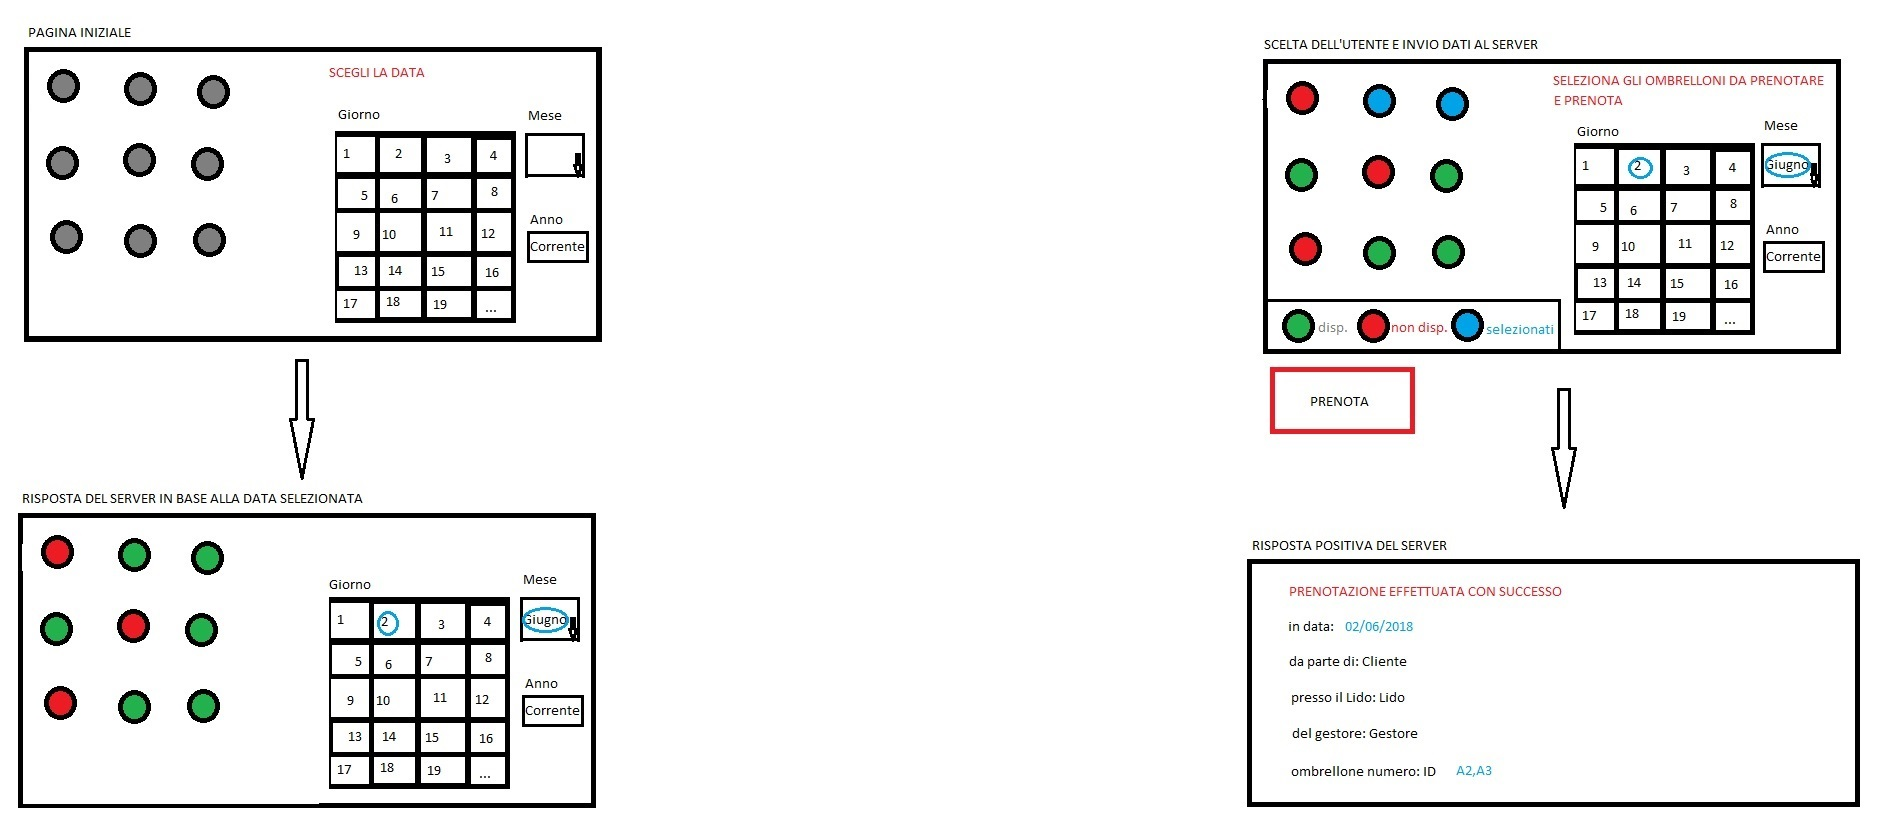 PAGINA INIZIALE
SCEGLI LA DATA
Giorno
Mese
1 2 3 4
5 6 7 8
Anno
9 10 11 12
Corrente
13 14 15 16
17 18 19 ...
RISPOSTA DEL SERVER IN BASE ALLA DATA SELEZIONATA
Giorno
Mese
1 2 3 4
Giugno
5 6 7 8
Anno
9 10 11 12
Corrente
13 14 15 16
17 18 19 ...
SCELTA DELL'UTENTE E INVIO DATI AL SERVER
SELEZIONA GLI OMBRELLONI DA PRENOTARE
E PRENOTA
Giorno
Mese
1 2 3 4
Giugno
5 6 7 8
Anno
9 10 11 12
Corrente
13 14 15 16
17 18 19 ...
disp. non disp. selezionati
PRENOTA
RISPOSTA POSITIVA DEL SERVER
PRENOTAZIONE EFFETTUATA CON SUCCESSO
in data: 02/06/2018
da parte di: Cliente
presso il Lido: Lido
del gestore: Gestore
ombrellone numero: ID A2,A3